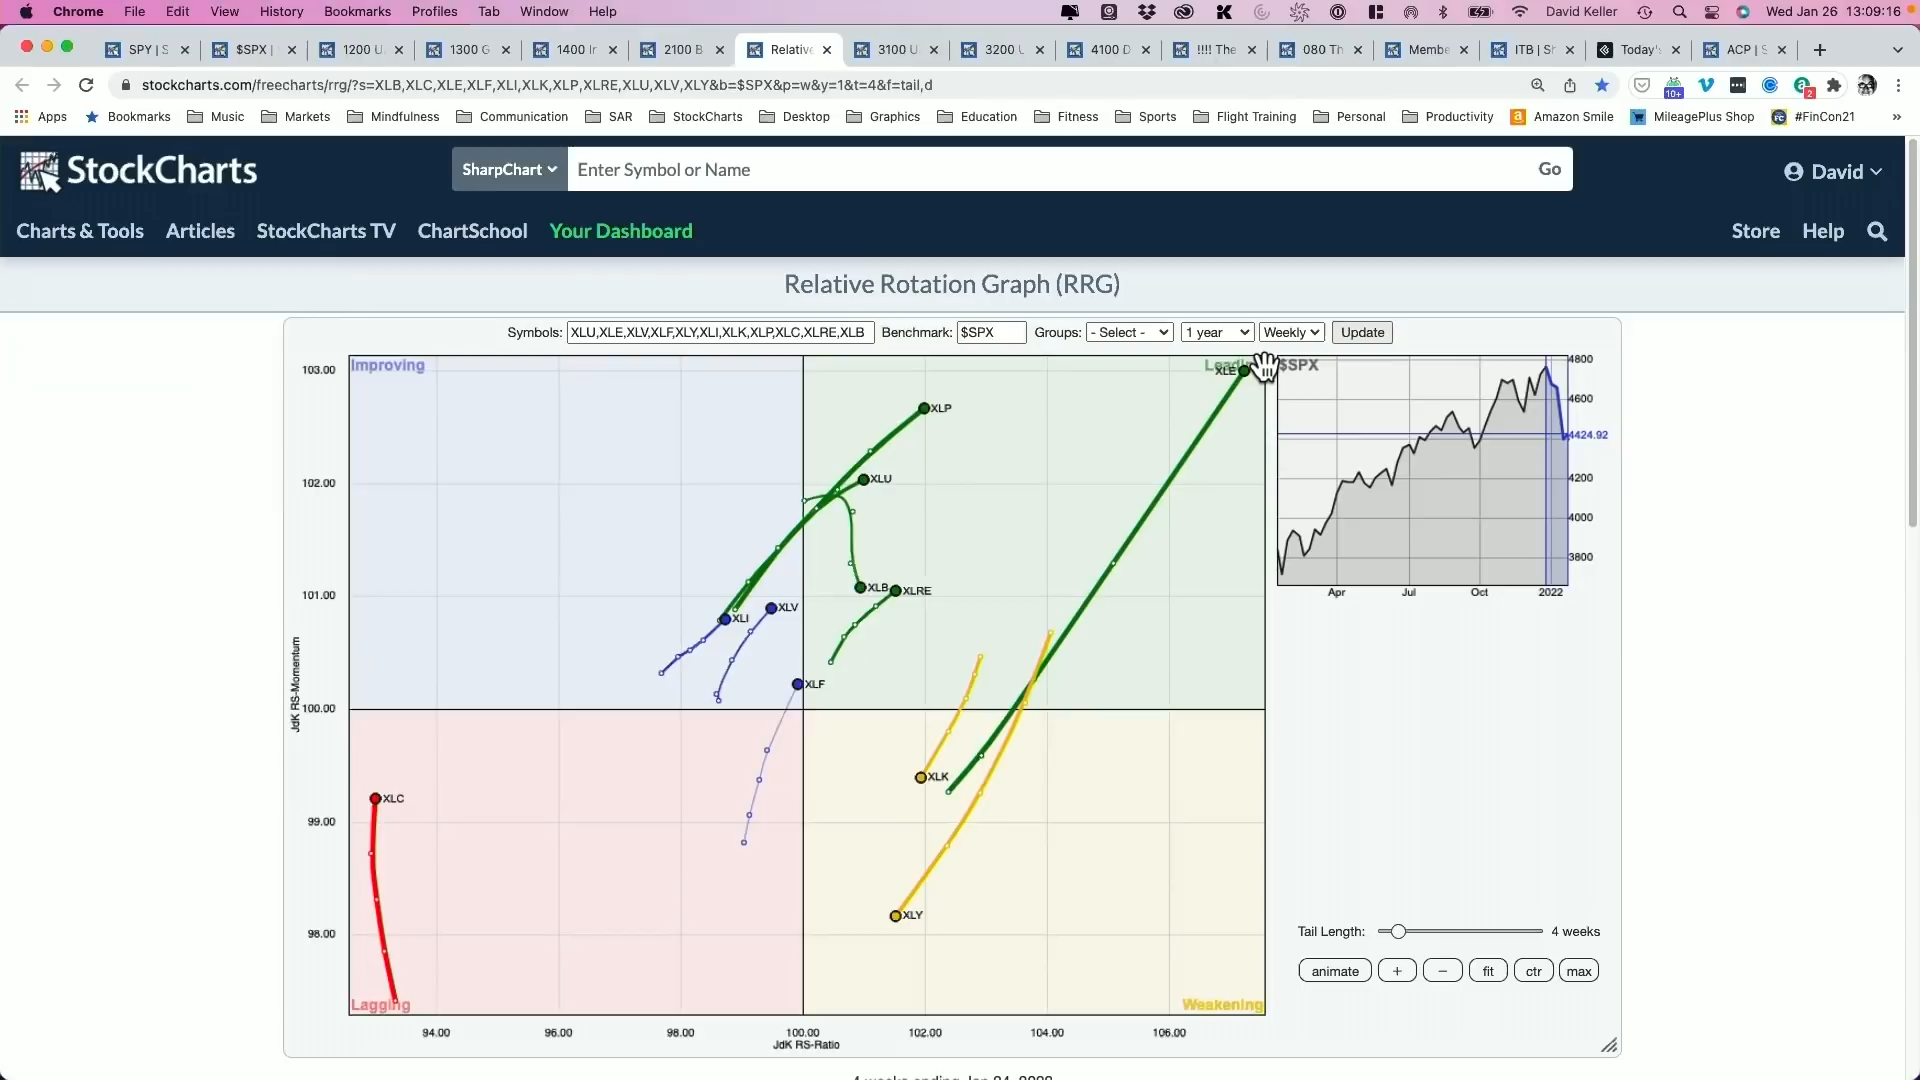 Chrome File Edit View History Bookmarks Profiles Tab Window Help David Keller Wed Jan 26 13:09:16
SPY | S $SPX | 1200 U 1300 G 1400 Ir 2100 B Relative 3100 U 3200 U 4100 D !!!! The 080 Th Membe ITB | Sh Today' ACP | S
stockcharts.com/freecharts/rrg/?s=XLB,XLC,XLE,XLF,XLI,XLK,XLP,XLRE,XLU,XLV,XLY&b=$SPX&p=w&y=1&t=4&f=tail,d 10+ 2
Apps Bookmarks Music Markets Mindfulness Communication SAR StockCharts Desktop Graphics Education Fitness Sports Flight Training Personal Productivity Amazon Smile MileagePlus Shop #FinCon21 »
StockCharts SharpChart Enter Symbol or Name Go David
Charts & Tools Articles StockCharts TV ChartSchool Your Dashboard Store Help
Relative Rotation Graph (RRG)
Symbols: XLU,XLE,XLV,XLF,XLY,XLI,XLK,XLP,XLC,XLRE,XLB Benchmark: $SPX Groups: - Select - 1 year Weekly Update
Improving
$SPX
103.00
102.00
101.00
100.00
99.00
98.00
JdK RS-Momentum
XLE
XLP
XLU
XLB
XLRE
XLV
XLI
XLF
XLK
XLC
XLY
Lagging
Weakening
94.00 96.00 98.00 100.00 102.00 104.00 106.00
JdK RS-Ratio
4800
4600
4424.92
4200
4000
3800
Apr Jul Oct 2022
Tail Length: 4 weeks
animate + − fit ctr max